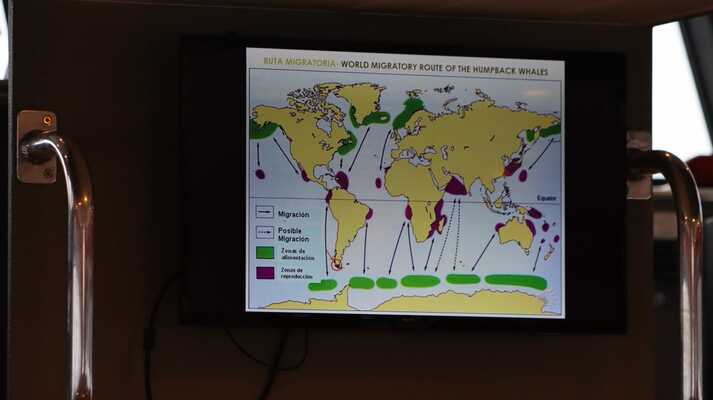 RUTA MIGRATORIA- WORLD MIGRATORY ROUTE OF THE HUMPBACK WHALES
Equator
Migración
Posible
Migración
Zonas de
alimentación
Zonas de
reproducción